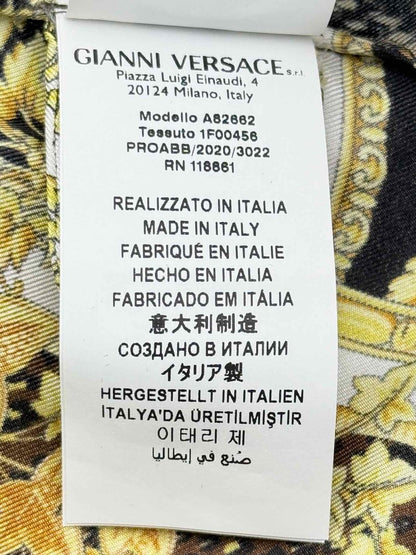 GIANNI VERSACE s.r.l.
Piazza Luigi Einaudi, 4
20124 Milano, Italy
Modello A82662
Tessuto 1F00456
PROABB/2020/3022
RN 118861
REALIZZATO IN ITALIA
MADE IN ITALY
FABRIQUÉ EN ITALIE
HECHO EN ITALIA
FABRICADO EM ITÁLIA
意大利制造
СОЗДАНО В ИТАЛИИ
イタリア製
HERGESTELLT IN ITALIEN
İTALYA'DA ÜRETİLMİŞTİR
이태리 제
صُنع في إيطاليا